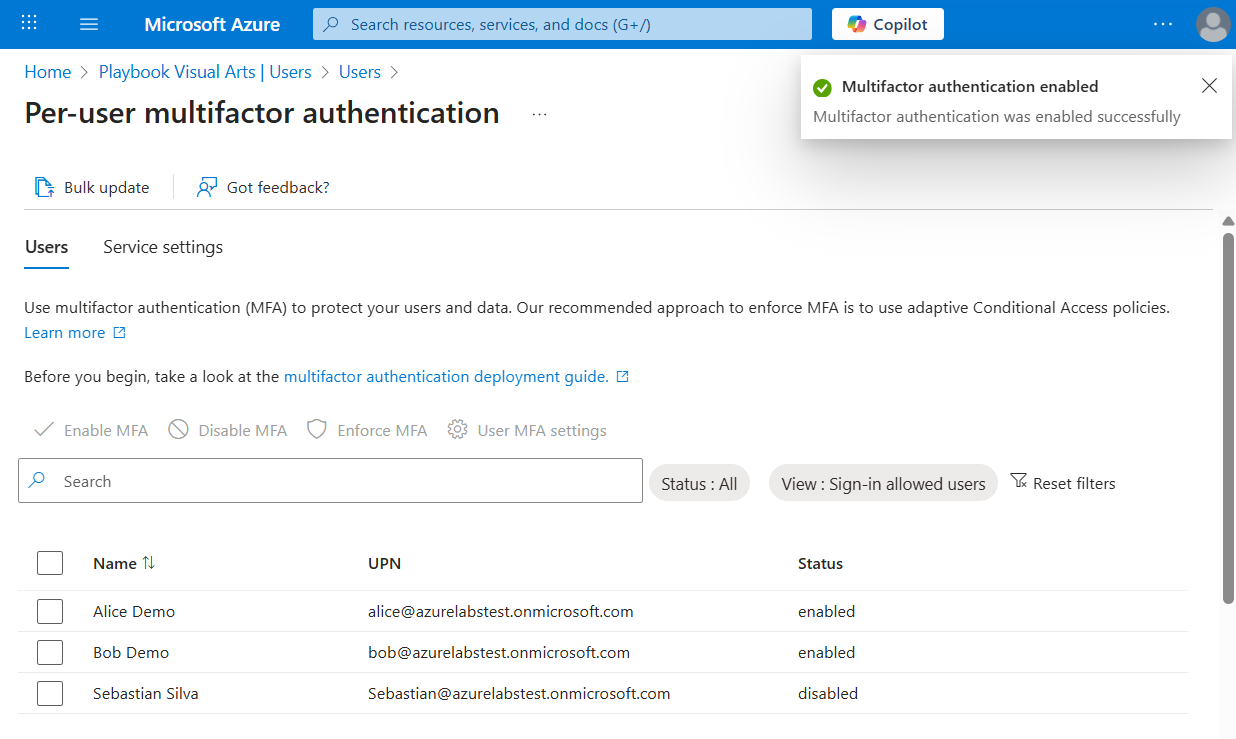 Microsoft Azure Search resources, services, and docs (G+/) Copilot ...
Home > Playbook Visual Arts | Users > Users >
Per-user multifactor authentication ...
Multifactor authentication enabled
Multifactor authentication was enabled successfully
Bulk update Got feedback?
Users Service settings
Use multifactor authentication (MFA) to protect your users and data. Our recommended approach to enforce MFA is to use adaptive Conditional Access policies.
Learn more
Before you begin, take a look at the multifactor authentication deployment guide.
Enable MFA Disable MFA Enforce MFA User MFA settings
Search Status : All View : Sign-in allowed users Reset filters
Name UPN Status
Alice Demo alice@azurelabstest.onmicrosoft.com enabled
Bob Demo bob@azurelabstest.onmicrosoft.com enabled
Sebastian Silva Sebastian@azurelabstest.onmicrosoft.com disabled